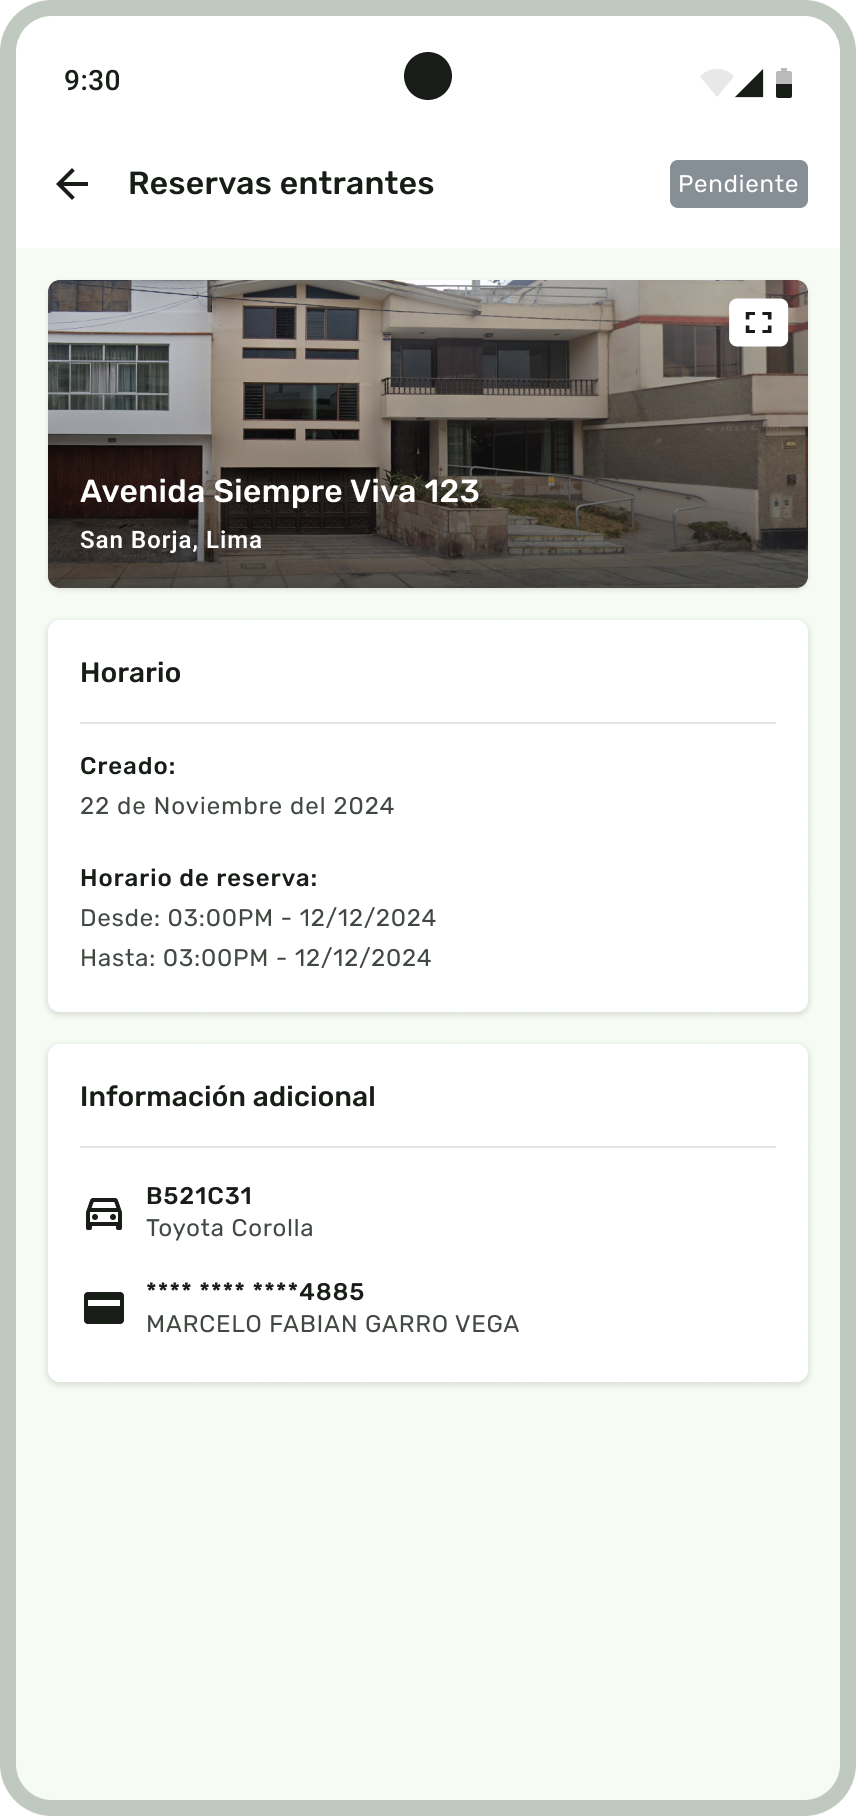 9:30
Reservas entrantes
Pendiente
Avenida Siempre Viva 123
San Borja, Lima
Horario
Creado:
22 de Noviembre del 2024
Horario de reserva:
Desde: 03:00PM - 12/12/2024
Hasta: 03:00PM - 12/12/2024
Información adicional
B521C31
Toyota Corolla
**** **** ****4885
MARCELO FABIAN GARRO VEGA